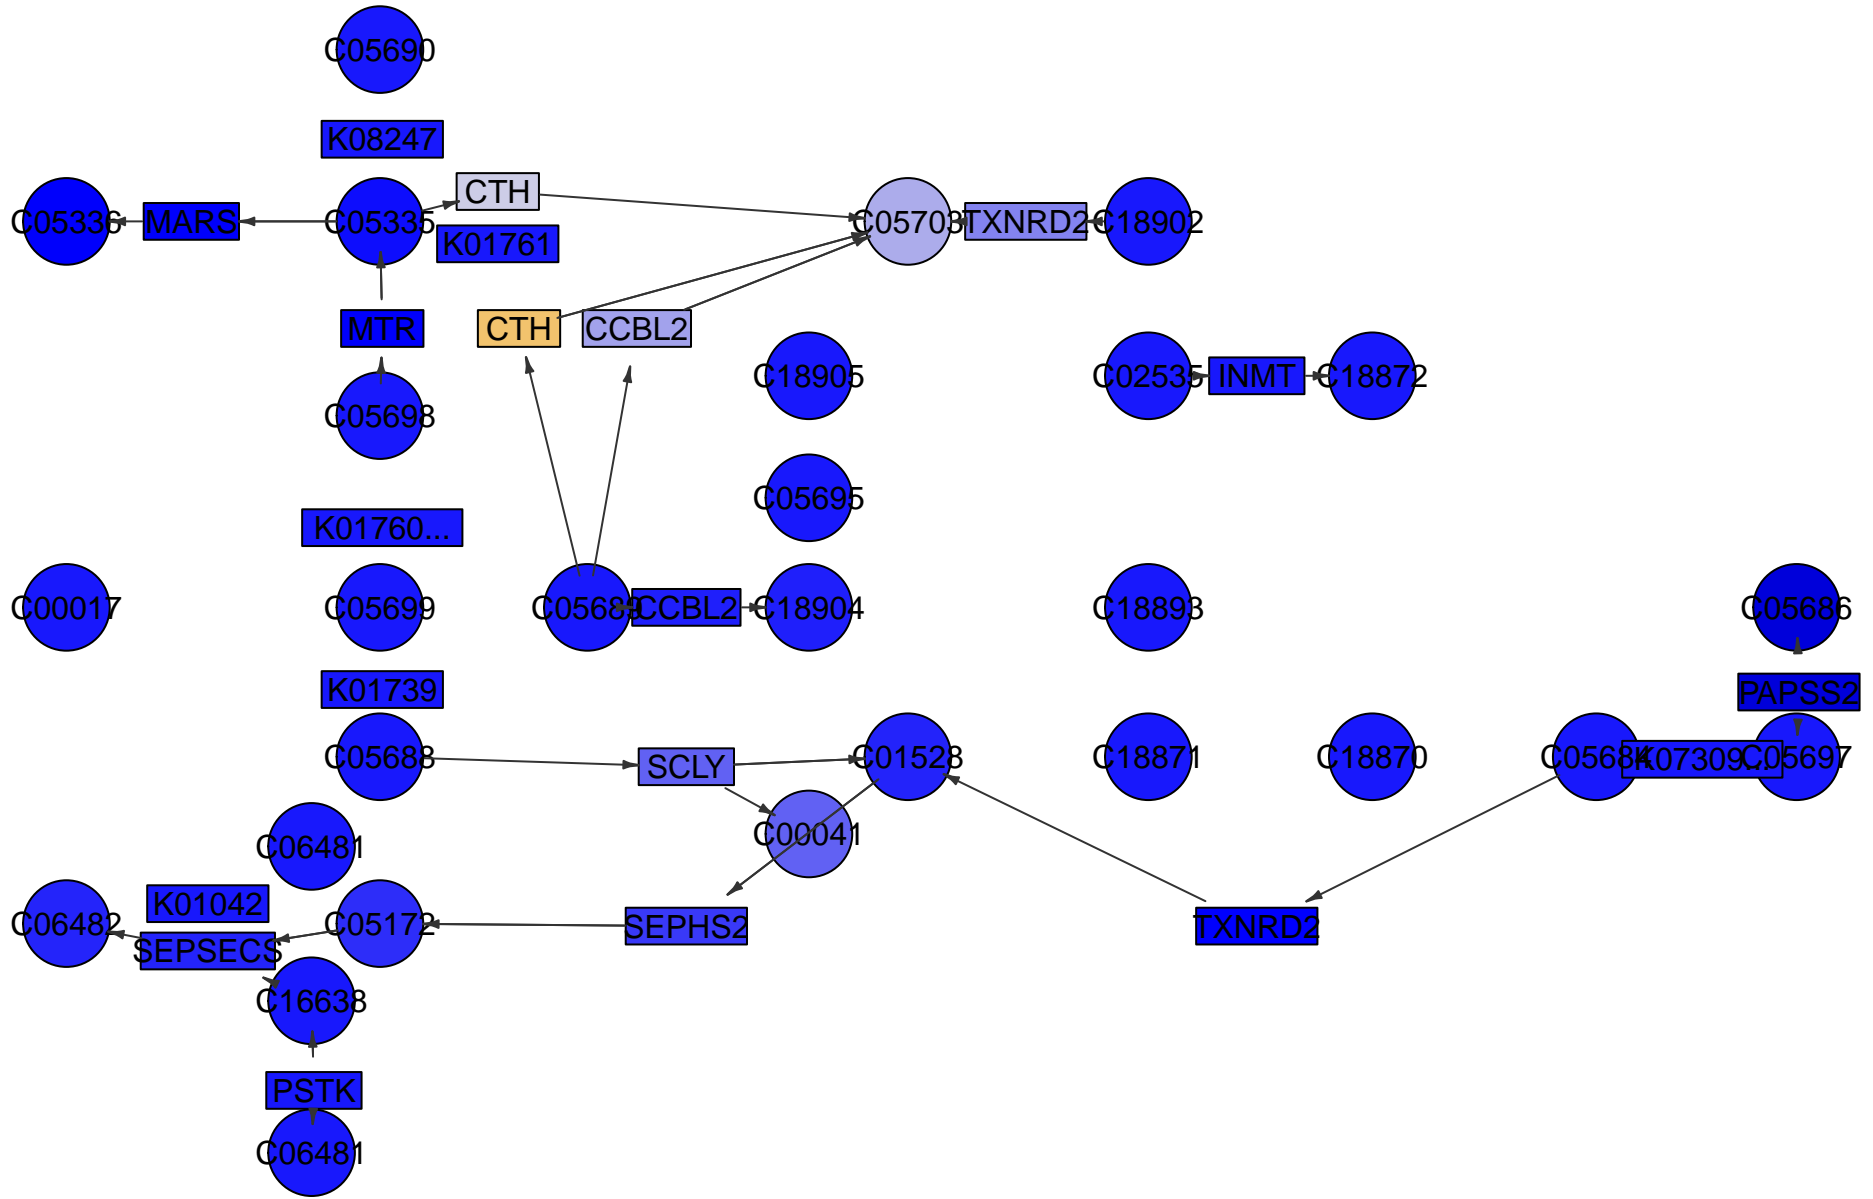 C05690
K08247
CTH
C05336
MARS
C05335
C05703
TXNRD2
C18902
K01761
MTR
CTH
CCBL2
C18905
C02535
INMT
C18872
C05698
C05695
K01760...
C00017
C05699
C05689
CCBL2
C18904
C18893
C05686
K01739
PAPSS2
C05688
SCLY
C01528
C18871
C18870
C05684
K07309...
C05697
C00041
C06481
K01042
C06482
C05172
SEPHS2
TXNRD2
SEPSECS
C16638
PSTK
C06481